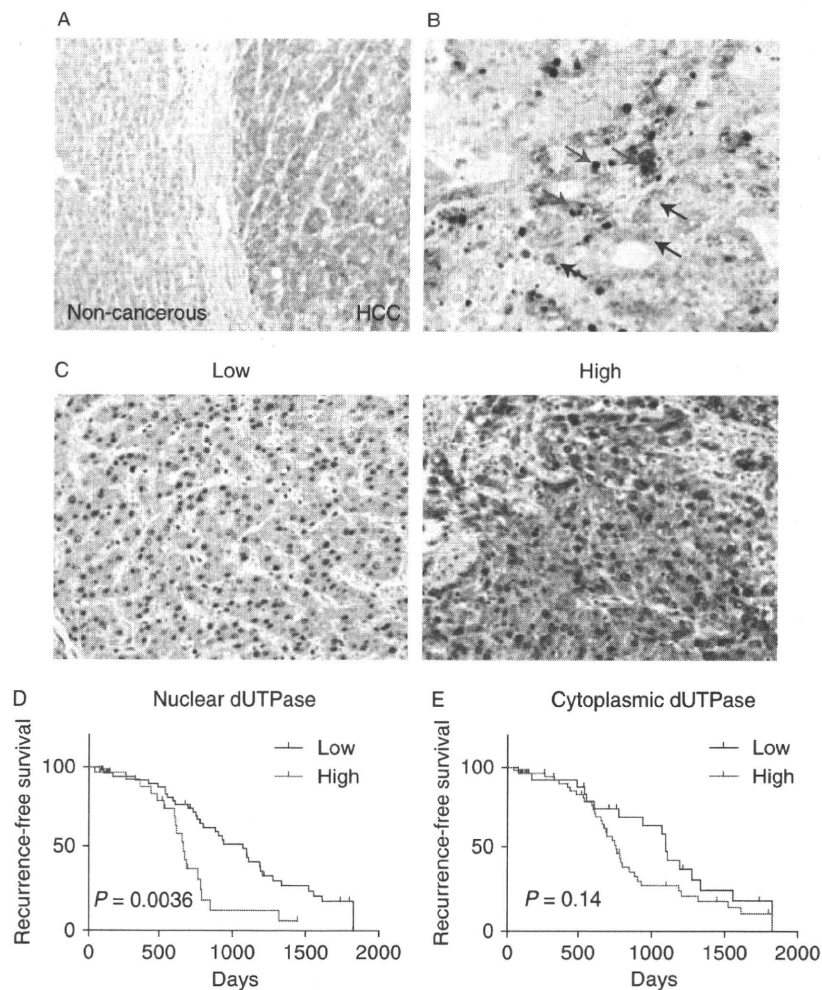 A
B
Non-cancerous
HCC
C
Low
High
D
Nuclear dUTPase
Low
High
Recurrence-free survival
100
50
0
P = 0.0036
0
500
1000
1500
2000
Days
E
Cytoplasmic dUTPase
Low
High
Recurrence-free survival
100
50
0
P = 0.14
0
500
1000
1500
2000
Days